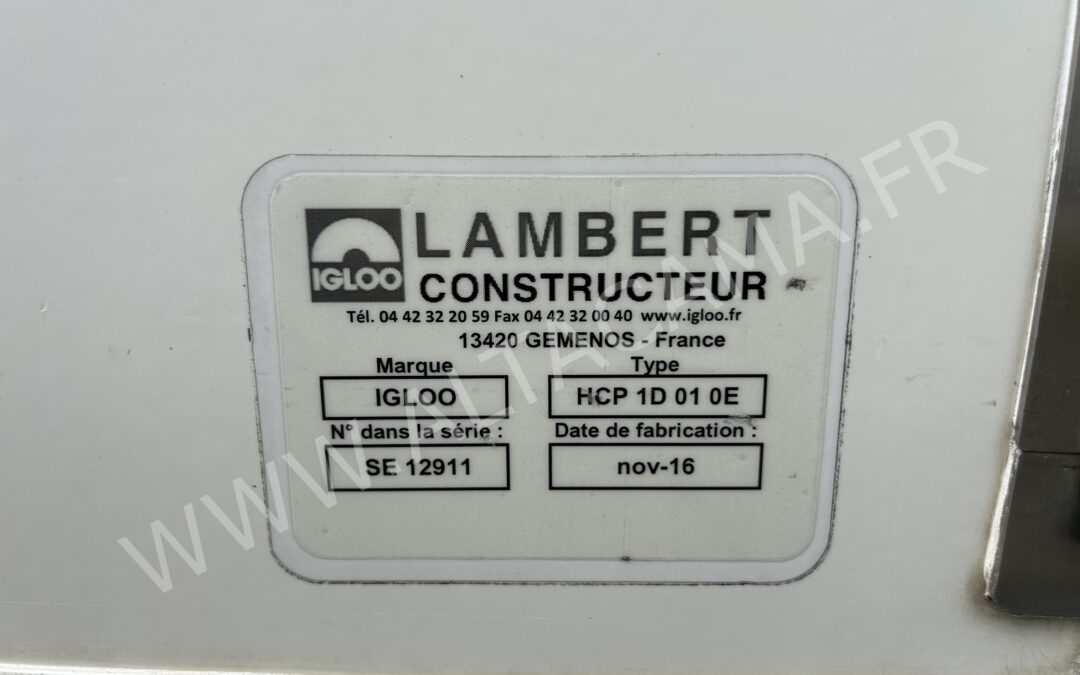 IGLOO
LAMBERT
CONSTRUCTEUR
Tél. 04 42 32 20 59 Fax 04 42 32 00 40 www.igloo.fr
13420 GEMENOS - France
Marque Type
IGLOO HCP 1D 01 0E
N° dans la série : Date de fabrication :
SE 12911 nov-16
WWW.ALTACAMA.FR